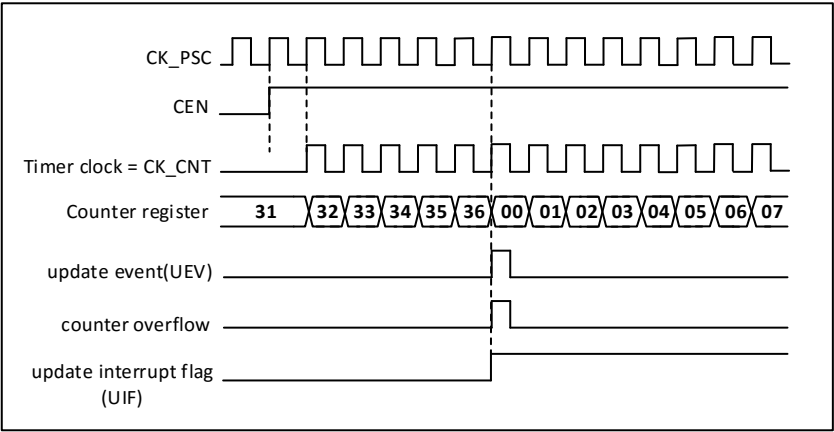 CK_PSC
CEN
Timer clock = CK_CNT
Counter register 31 32 33 34 35 36 00 01 02 03 04 05 06 07
update event(UEV)
counter overflow
update interrupt flag
(UIF)